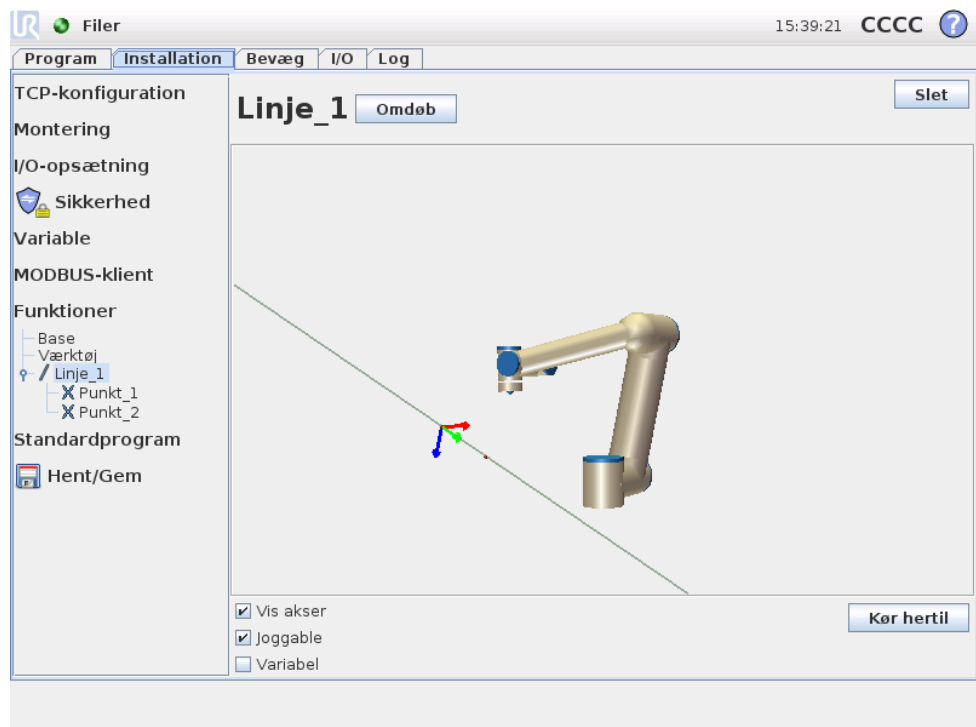 UR Filer 15:39:21 CCCC ?
Program Installation Bevæg I/O Log
TCP-konfiguration
Montering
I/O-opsætning
Sikkerhed
Variable
MODBUS-klient
Funktioner
Base
Værktøj
Linje_1
Punkt_1
Punkt_2
Standardprogram
Hent/Gem
Linje_1 Omdøb Slet
Vis akser
Joggable
Variabel
Kør hertil